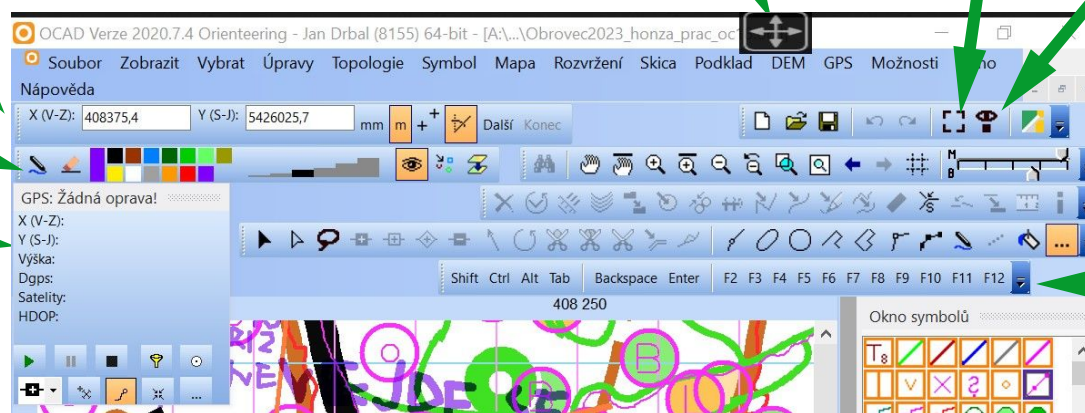 OCAD Verze 2020.7.4 Orienteering - Jan Drbal (8155) 64-bit - [A:\...\Obrovec2023_honza_prac_oc
Soubor Zobrazit Vybrat Úpravy Topologie Symbol Mapa Rozvržení Skica Podklad DEM GPS Možnosti
Nápověda
X (V-Z): 408375,4 Y (S-J): 5426025,7 mm m Další Konec
M
B
GPS: Žádná oprava!
X (V-Z):
Y (S-J):
Výška:
Dgps:
Satelity:
HDOP:
Shift Ctrl Alt Tab Backspace Enter F2 F3 F4 F5 F6 F7 F8 F9 F10 F11 F12
408 250
Okno symbolů
T8
B